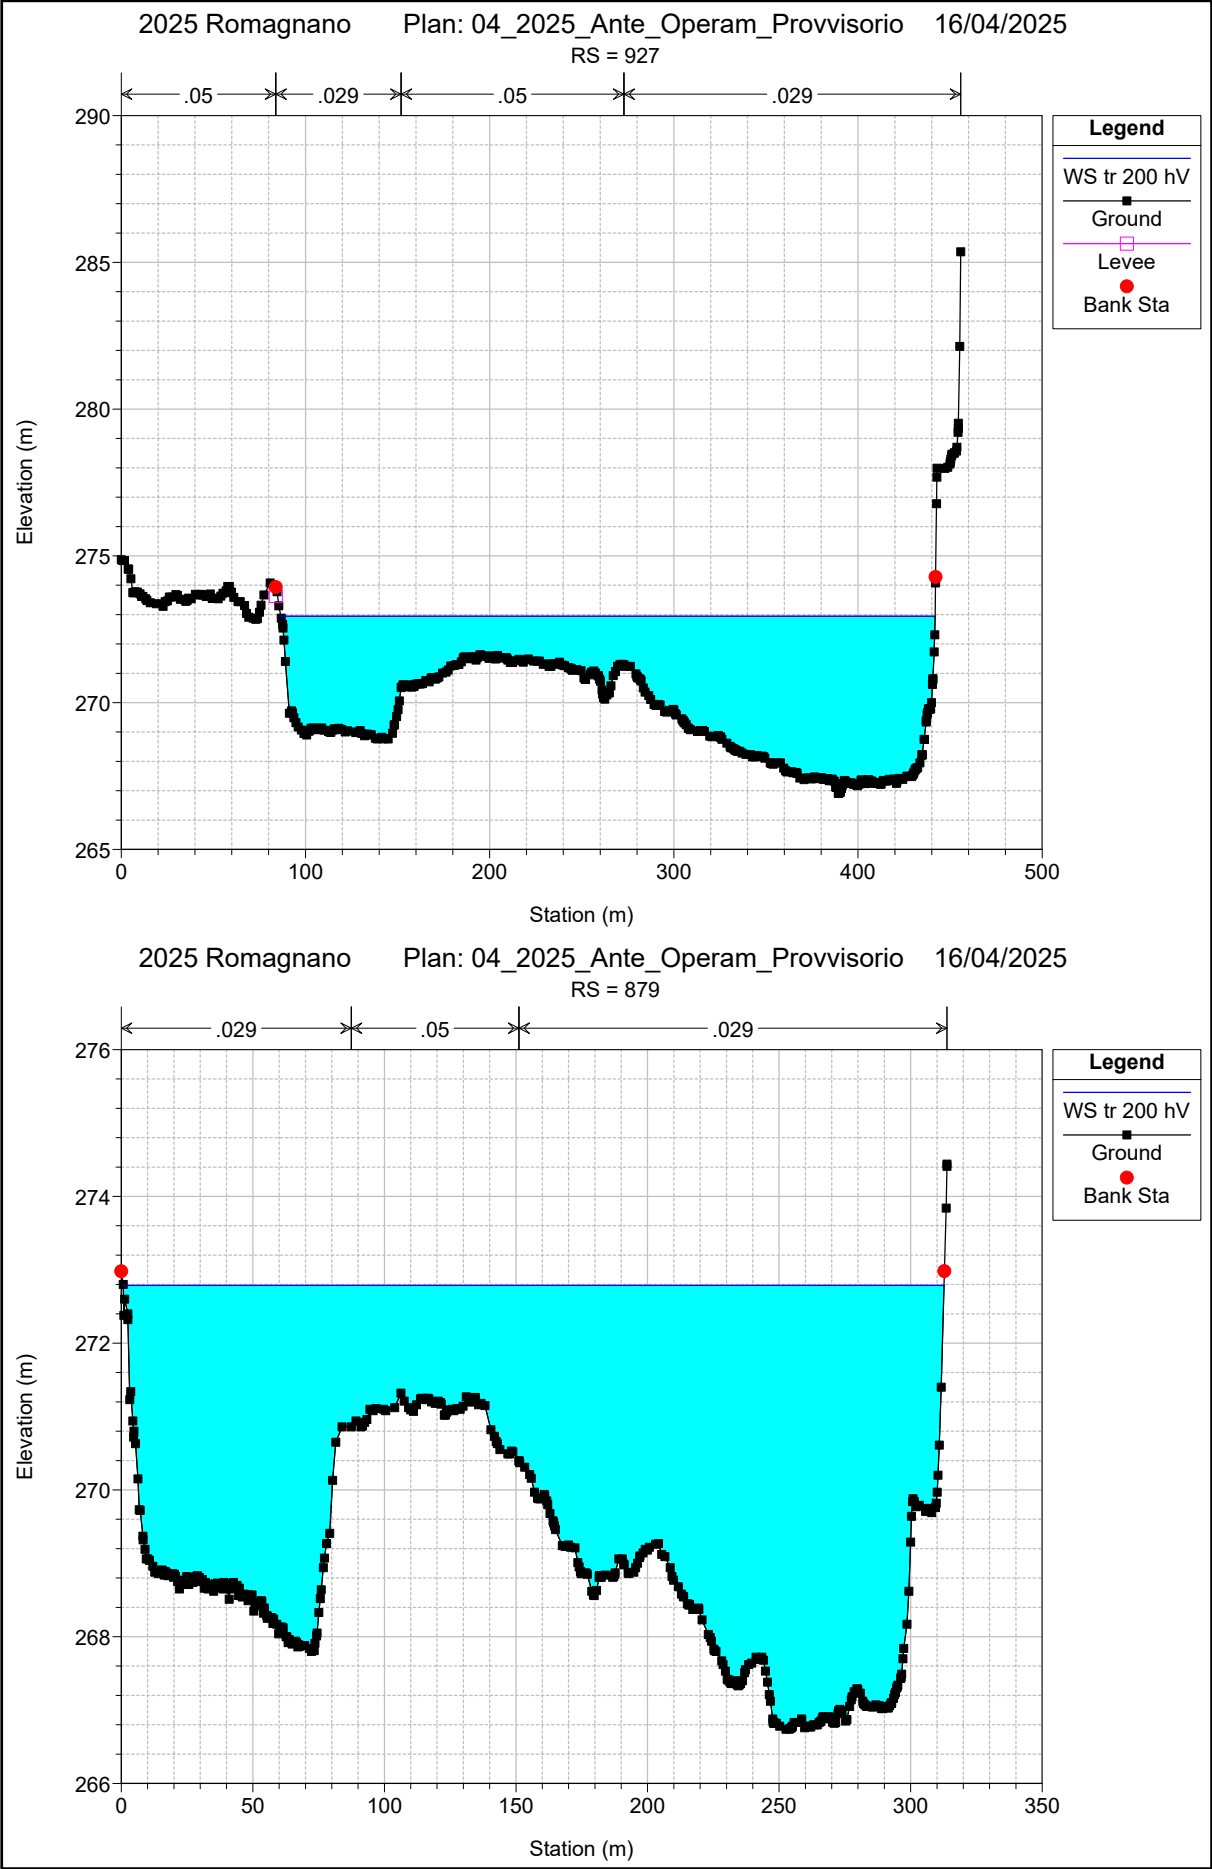 2025 Romagnano Plan: 04_2025_Ante_Operam_Provvisorio 16/04/2025
RS = 927
.05 .029 .05 .029
290
285
280
275
270
265
Elevation (m)
0 100 200 300 400 500
Station (m)
Legend
WS tr 200 hV
Ground
Levee
Bank Sta
2025 Romagnano Plan: 04_2025_Ante_Operam_Provvisorio 16/04/2025
RS = 879
.029 .05 .029
276
274
272
270
268
266
Elevation (m)
0 50 100 150 200 250 300 350
Station (m)
Legend
WS tr 200 hV
Ground
Bank Sta